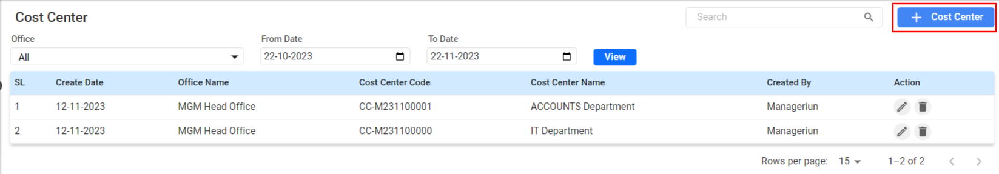 Cost Center
Search
+ Cost Center
Office From Date To Date
All 22-10-2023 22-11-2023 View
SL Create Date Office Name Cost Center Code Cost Center Name Created By Action
1 12-11-2023 MGM Head Office CC-M231100001 ACCOUNTS Department Manageriun
2 12-11-2023 MGM Head Office CC-M231100000 IT Department Manageriun
Rows per page: 15 1–2 of 2